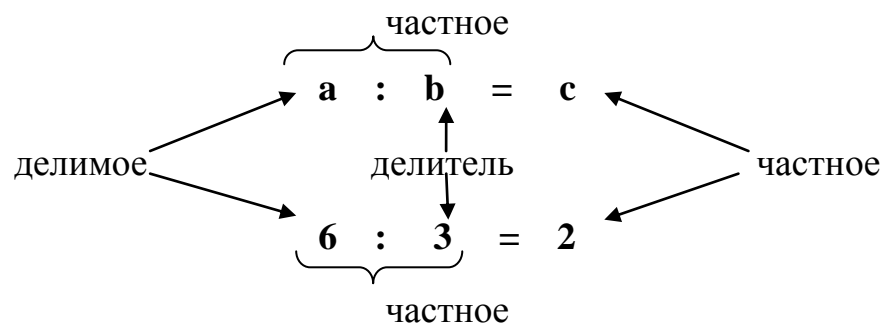 частное
a : b = c
делимое делитель частное
6 : 3 = 2
частное